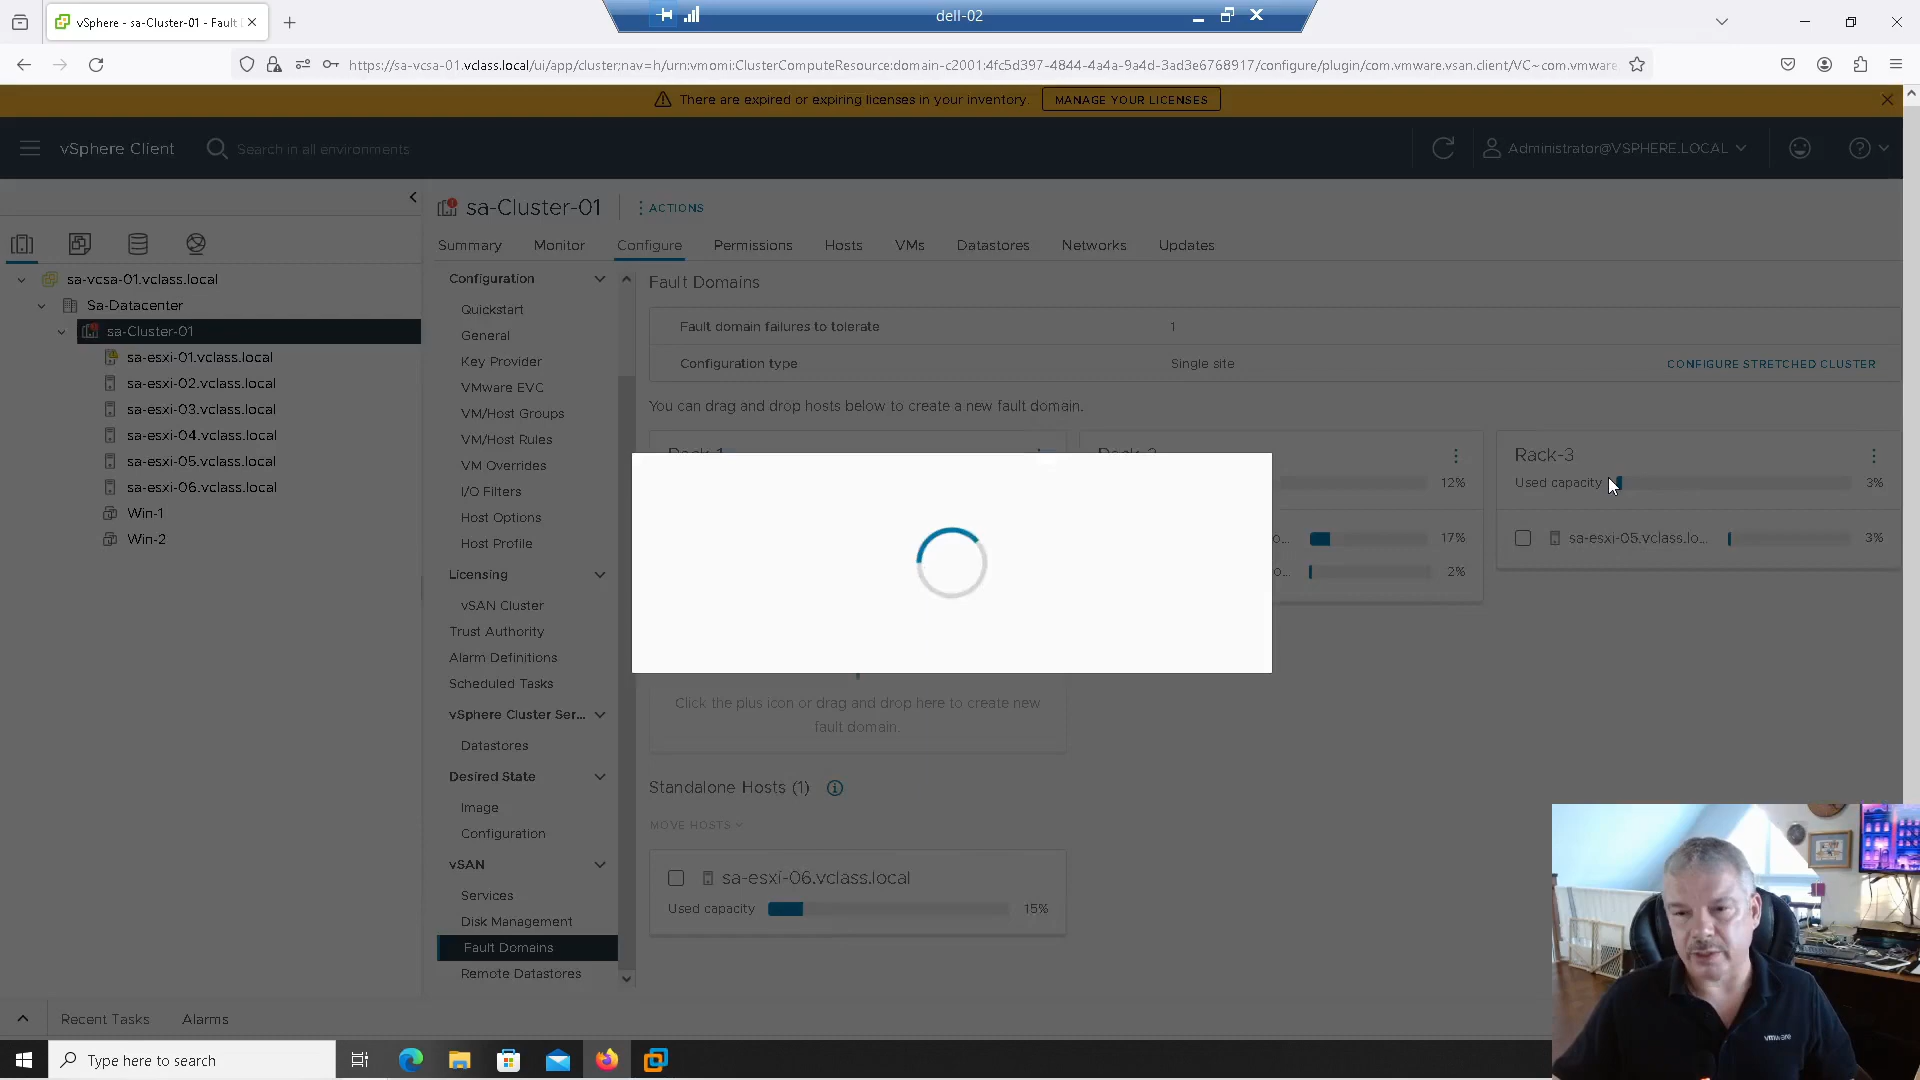 vSphere - sa-Cluster-01 - Fault
dell-02
https://sa-vcsa-01.vclass.local/ui/app/cluster;nav=h/urn:vmomi:ClusterComputeResource:domain-c2001:4fc5d397-4844-4a4a-9a4d-3ad3e6768917/configure/plugin/com.vmware.vsan.client/VC~com.vmware
There are expired or expiring licenses in your inventory. MANAGE YOUR LICENSES
vSphere Client
Search in all environments
Administrator@VSPHERE.LOCAL
sa-Cluster-01
ACTIONS
Summary Monitor Configure Permissions Hosts VMs Datastores Networks Updates
sa-vcsa-01.vclass.local
Sa-Datacenter
sa-Cluster-01
sa-esxi-01.vclass.local
sa-esxi-02.vclass.local
sa-esxi-03.vclass.local
sa-esxi-04.vclass.local
sa-esxi-05.vclass.local
sa-esxi-06.vclass.local
Win-1
Win-2
Configuration
Quickstart
General
Key Provider
VMware EVC
VM/Host Groups
VM/Host Rules
VM Overrides
I/O Filters
Host Options
Host Profile
Licensing
vSAN Cluster
Trust Authority
Alarm Definitions
Scheduled Tasks
vSphere Cluster Ser...
Datastores
Desired State
Image
Configuration
vSAN
Services
Disk Management
Fault Domains
Remote Datastores
Fault Domains
Fault domain failures to tolerate 1
Configuration type Single site CONFIGURE STRETCHED CLUSTER
You can drag and drop hosts below to create a new fault domain.
12%
o... 17%
o... 2%
Rack-3
Used capacity 3%
sa-esxi-05.vclass.lo... 3%
Click the plus icon or drag and drop here to create new
fault domain.
Standalone Hosts (1)
MOVE HOSTS
sa-esxi-06.vclass.local
Used capacity 15%
Recent Tasks Alarms
Type here to search
vmware